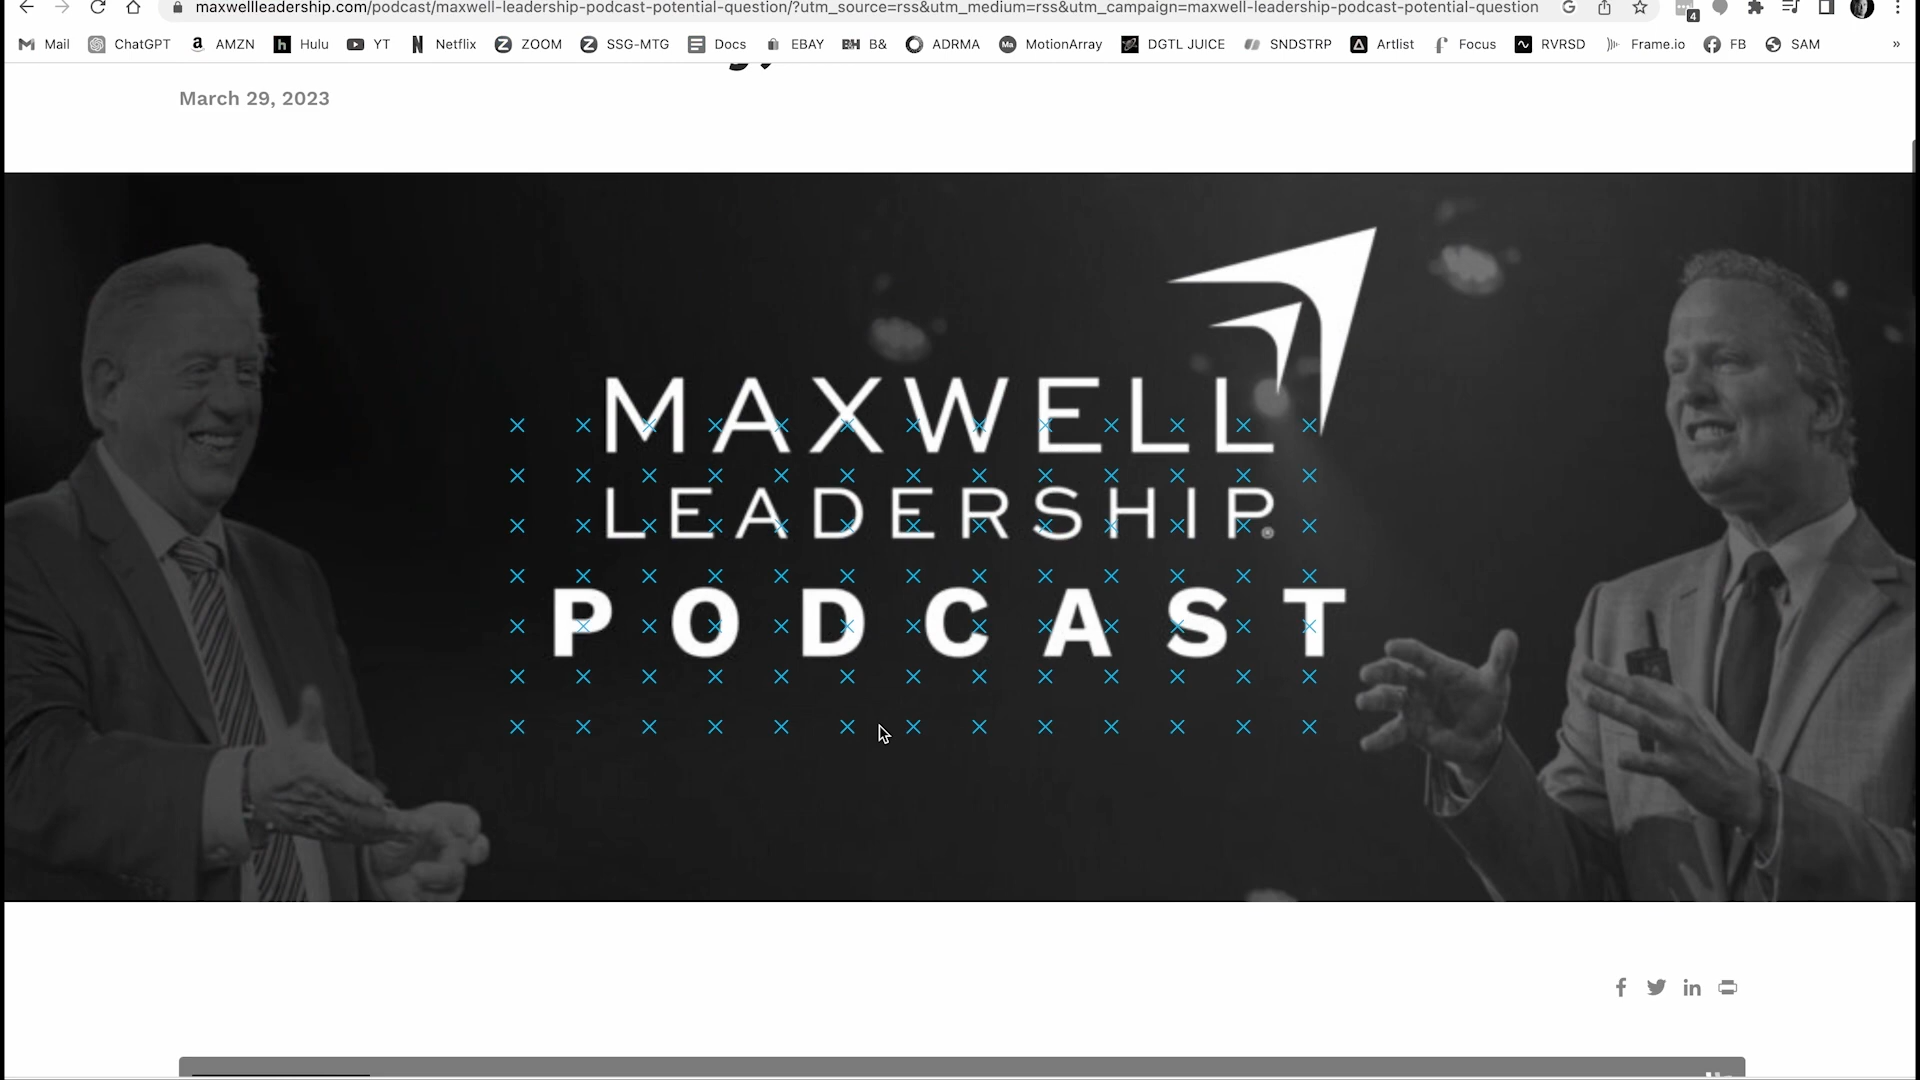 maxwellleadership.com/podcast/maxwell-leadership-podcast-potential-question/?utm_source=rss&utm_medium=rss&utm_campaign=maxwell-leadership-podcast-potential-question
4
Mail ChatGPT AMZN Hulu YT Netflix ZOOM SSG-MTG Docs EBAY B& ADRMA MotionArray DGTL JUICE SNDSTRP Artlist Focus RVRSD Frame.io FB SAM »
March 29, 2023
MAXWELL
LEADERSHIP®
PODCAST